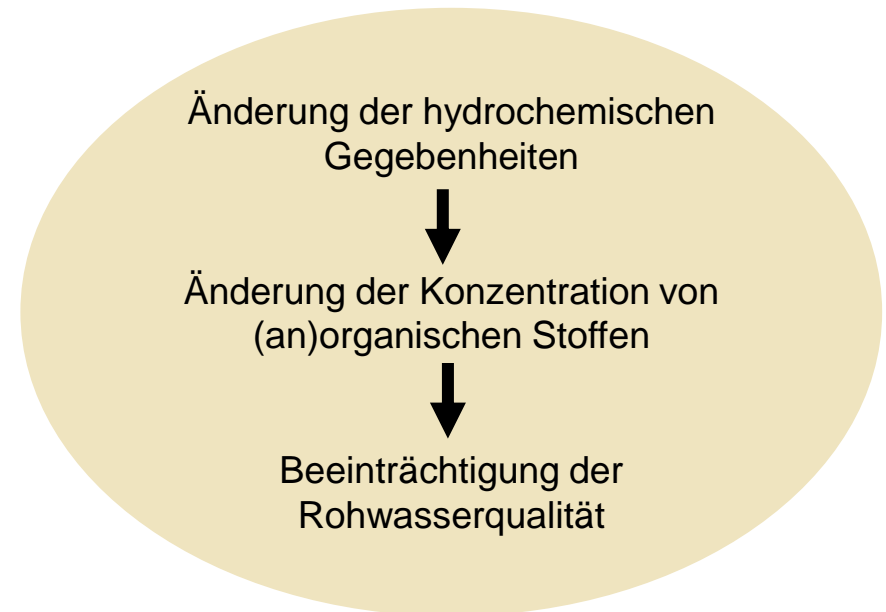 Änderung der hydrochemischen
Gegebenheiten
Änderung der Konzentration von
(an)organischen Stoffen
Beeinträchtigung der
Rohwasserqualität